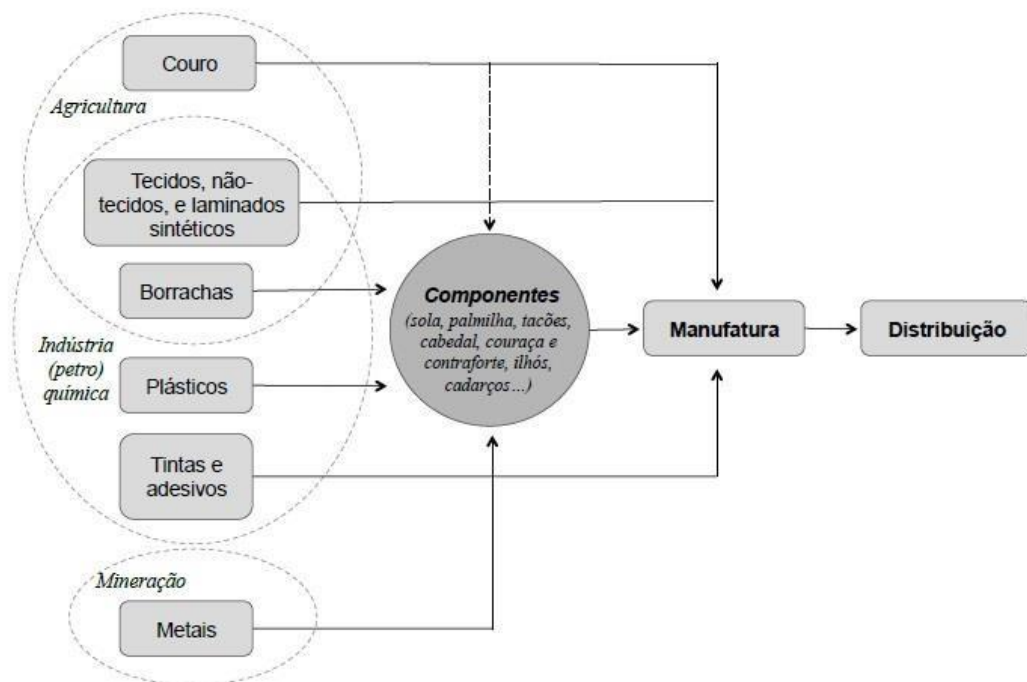 Couro
Agricultura
Tecidos, não-
tecidos, e laminados
sintéticos
Borrachas
Componentes
(sola, palmilha, tacões,
cabedal, couraça e
contraforte, ilhós,
cadarços…)
Manufatura
Distribuição
Indústria
(petro)
química
Plásticos
Tintas e
adesivos
Mineração
Metais